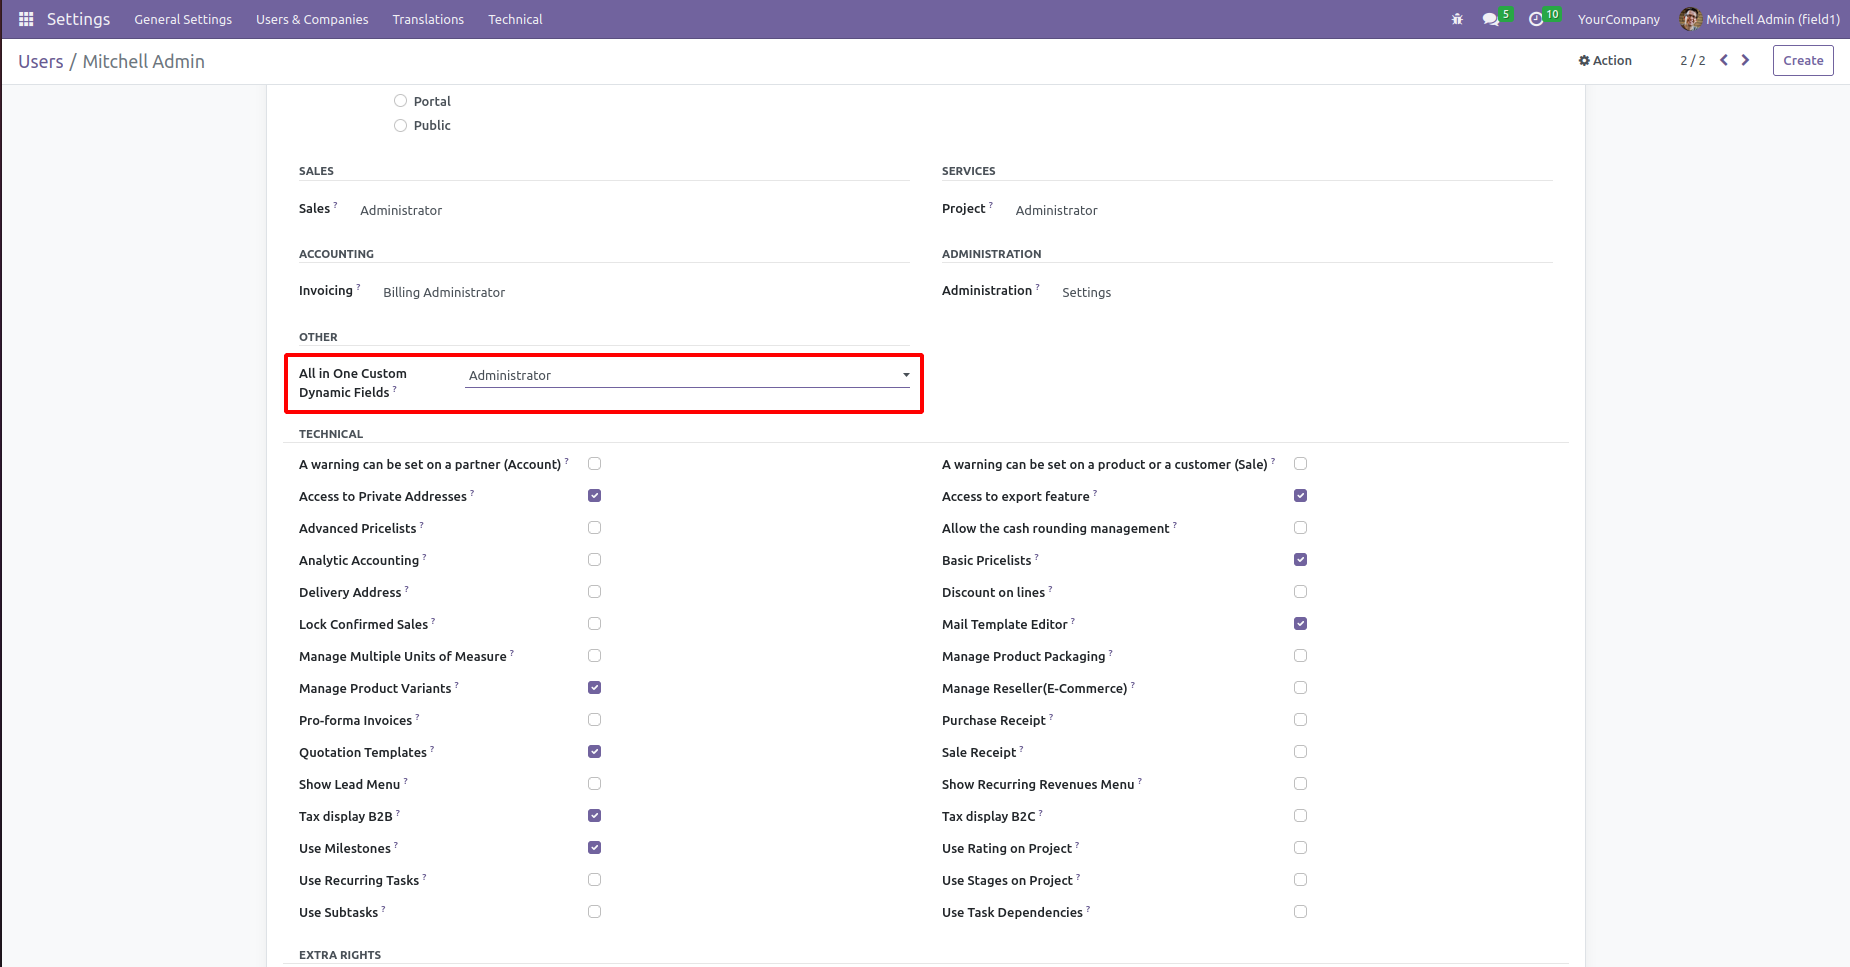 Settings General Settings Users & Companies Translations Technical 5 10 YourCompany Mitchell Admin (field1)
Users / Mitchell Admin Action 2 / 2 Create
Portal
Public
SALES SERVICES
Sales ? Administrator Project ? Administrator
ACCOUNTING ADMINISTRATION
Invoicing ? Billing Administrator Administration ? Settings
OTHER
All in One Custom Administrator
Dynamic Fields ?
TECHNICAL
A warning can be set on a partner (Account) ? A warning can be set on a product or a customer (Sale) ?
Access to Private Addresses ? Access to export feature ?
Advanced Pricelists ? Allow the cash rounding management ?
Analytic Accounting ? Basic Pricelists ?
Delivery Address ? Discount on lines ?
Lock Confirmed Sales ? Mail Template Editor ?
Manage Multiple Units of Measure ? Manage Product Packaging ?
Manage Product Variants ? Manage Reseller(E-Commerce) ?
Pro-forma Invoices ? Purchase Receipt ?
Quotation Templates ? Sale Receipt ?
Show Lead Menu ? Show Recurring Revenues Menu ?
Tax display B2B ? Tax display B2C ?
Use Milestones ? Use Rating on Project ?
Use Recurring Tasks ? Use Stages on Project ?
Use Subtasks ? Use Task Dependencies ?
EXTRA RIGHTS